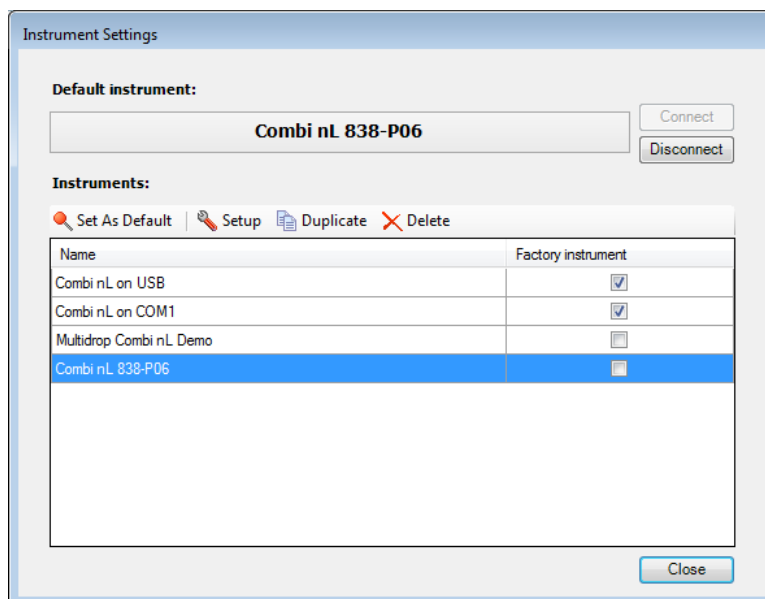 Instrument Settings
Default instrument:
Combi nL 838-P06
Connect
Disconnect
Instruments:
Set As Default Setup Duplicate Delete
Name Factory instrument
Combi nL on USB
Combi nL on COM1
Multidrop Combi nL Demo
Combi nL 838-P06
Close